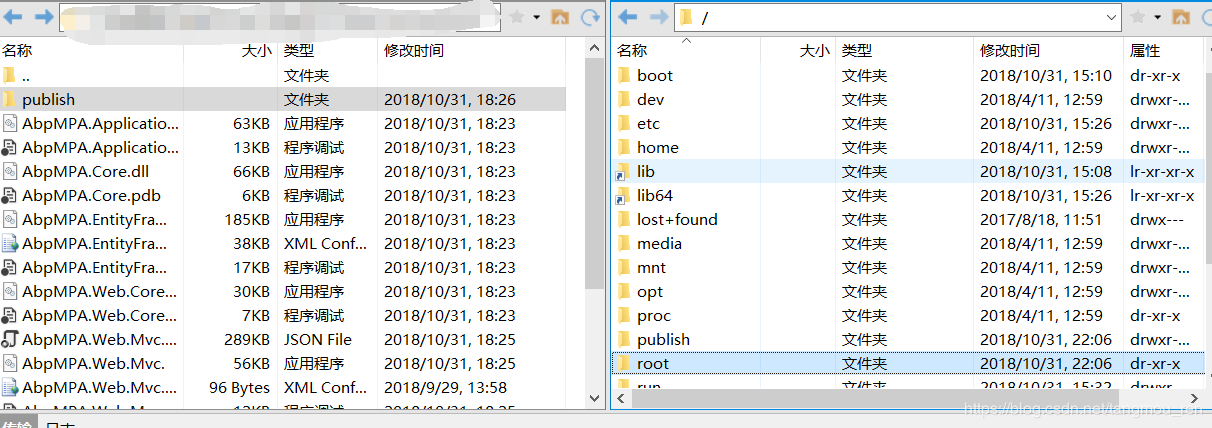 名称 大小 类型 修改时间
.. 文件夹
publish 文件夹 2018/10/31, 18:26
AbpMPA.Applicatio... 63KB 应用程序 2018/10/31, 18:23
AbpMPA.Applicatio... 13KB 程序调试 2018/10/31, 18:23
AbpMPA.Core.dll 66KB 应用程序 2018/10/31, 18:23
AbpMPA.Core.pdb 6KB 程序调试 2018/10/31, 18:23
AbpMPA.EntityFra... 185KB 应用程序 2018/10/31, 18:23
AbpMPA.EntityFra... 38KB XML Conf... 2018/10/31, 18:23
AbpMPA.EntityFra... 17KB 程序调试 2018/10/31, 18:23
AbpMPA.Web.Core... 30KB 应用程序 2018/10/31, 18:23
AbpMPA.Web.Core... 7KB 程序调试 2018/10/31, 18:23
AbpMPA.Web.Mvc.... 289KB JSON File 2018/10/31, 18:25
AbpMPA.Web.Mvc. 56KB 应用程序 2018/10/31, 18:25
AbpMPA.Web.Mvc.... 96 Bytes XML Conf... 2018/9/29, 13:58
AbpMPA.Web.M... 12KB 程序调试 2018/10/31, 18:25
/
名称 大小 类型 修改时间 属性
boot 文件夹 2018/10/31, 15:10 dr-xr-x
dev 文件夹 2018/4/11, 12:59 drwxr-...
etc 文件夹 2018/10/31, 15:26 drwxr-...
home 文件夹 2018/4/11, 12:59 drwxr-...
lib 文件夹 2018/10/31, 15:08 lr-xr-xr-x
lib64 文件夹 2018/10/31, 15:26 lr-xr-xr-x
lost+found 文件夹 2017/8/18, 11:51 drwx---
media 文件夹 2018/4/11, 12:59 drwxr-...
mnt 文件夹 2018/4/11, 12:59 drwxr-...
opt 文件夹 2018/4/11, 12:59 drwxr-...
proc 文件夹 2018/4/11, 12:59 dr-xr-x
publish 文件夹 2018/10/31, 22:06 drwxr-...
root 文件夹 2018/10/31, 22:06 dr-xr-x
run 文件夹 2018/10/31, 15:32 drwxr-...
传输 日志